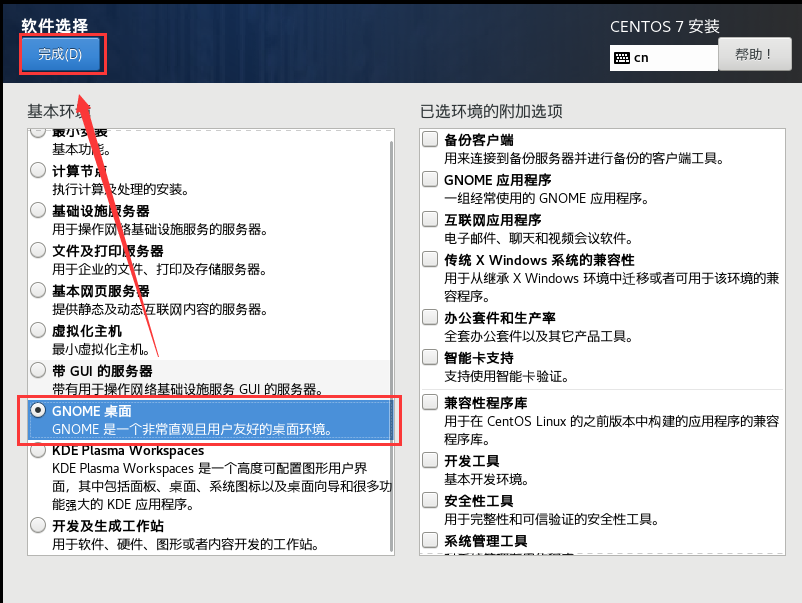 软件选择
CENTOS 7 安装
完成(D)
cn
帮助！
基本环境
已选环境的附加选项
最小安装
基本功能。
计算节点
执行计算及处理的安装。
基础设施服务器
用于操作网络基础设施服务的服务器。
文件及打印服务器
用于企业的文件、打印及存储服务器。
基本网页服务器
提供静态及动态互联网内容的服务器。
虚拟化主机
最小虚拟化主机。
带 GUI 的服务器
带有用于操作网络基础设施服务 GUI 的服务器。
GNOME 桌面
GNOME 是一个非常直观且用户友好的桌面环境。
KDE Plasma Workspaces
KDE Plasma Workspaces 是一个高度可配置图形用户界
面，其中包括面板、桌面、系统图标以及桌面向导和很多功
能强大的 KDE 应用程序。
开发及生成工作站
用于软件、硬件、图形或者内容开发的工作站。
备份客户端
用来连接到备份服务器并进行备份的客户端工具。
GNOME 应用程序
一组经常使用的 GNOME 应用程序。
互联网应用程序
电子邮件、聊天和视频会议软件。
传统 X Windows 系统的兼容性
用于从继承 X Windows 环境中迁移或者可用于该环境的兼
容程序。
办公套件和生产率
全套办公套件以及其它产品工具。
智能卡支持
支持使用智能卡验证。
兼容性程序库
用于在 CentOS Linux 的之前版本中构建的应用程序的兼容
程序库。
开发工具
基本开发环境。
安全性工具
用于完整性和可信验证的安全性工具。
系统管理工具